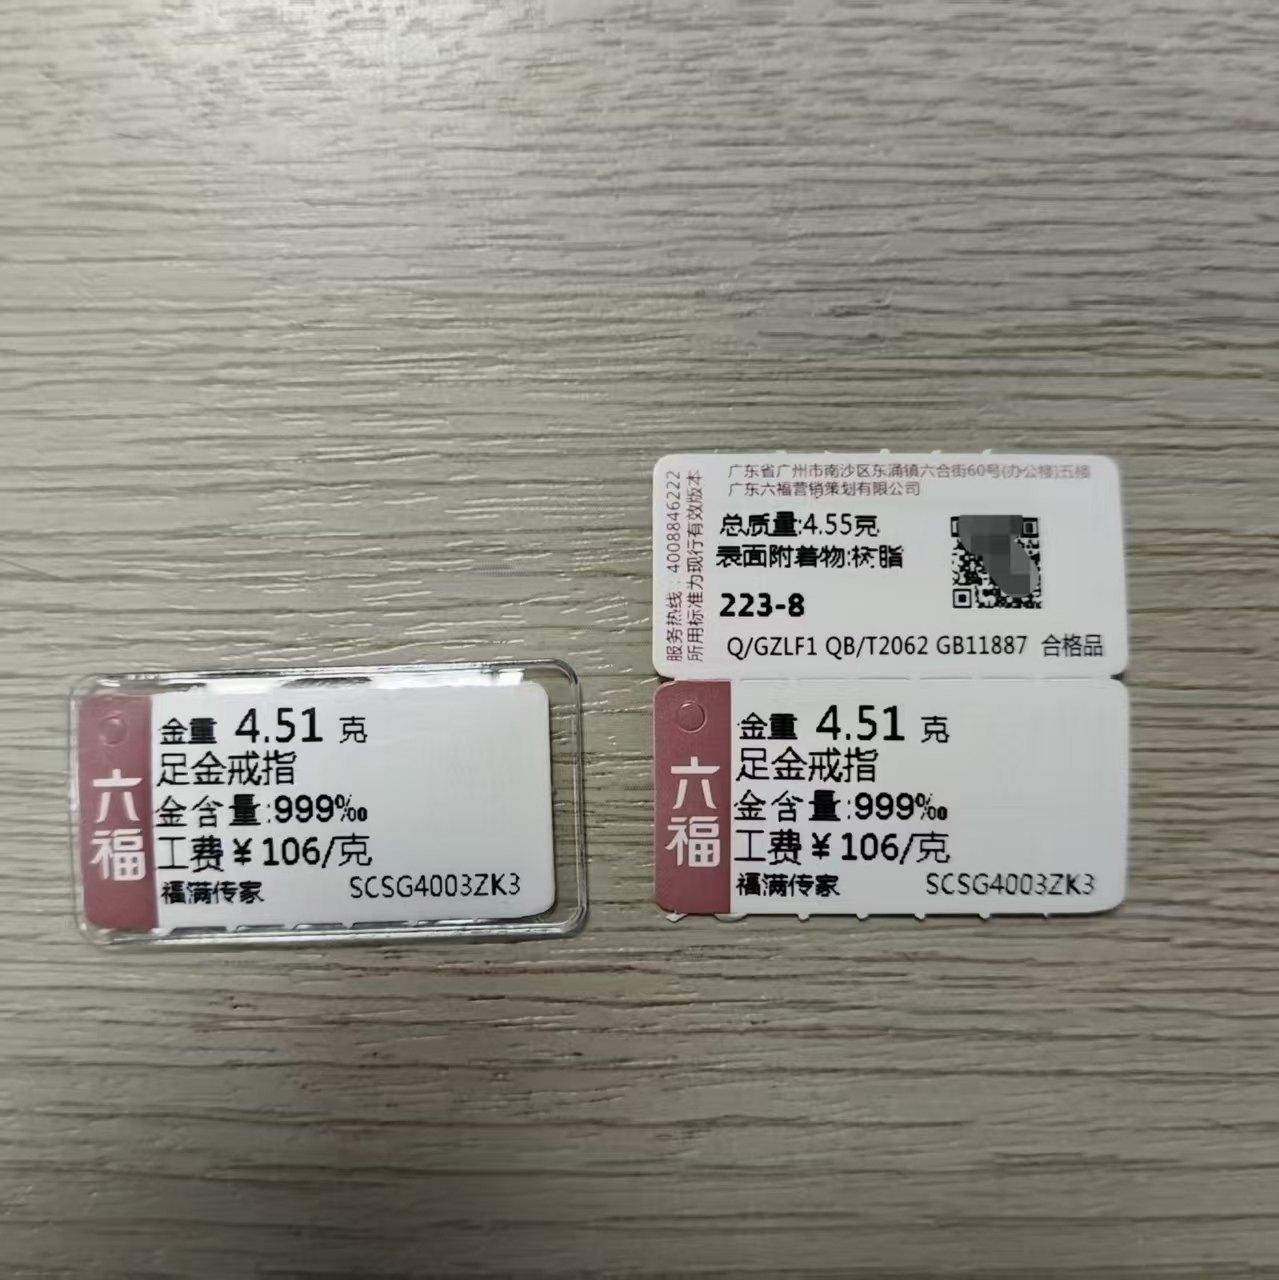 金重 4.51 克
足金戒指
金含量:999‰
工费￥106/克
福满传家 SCSG4003ZK3
六福
服务热线：4008846222
所用标准为现行有效版本
广东省广州市南沙区东涌镇六合街60号(办公楼)五楼
广东六福营销策划有限公司
总质量:4.55克
表面附着物:树脂
223-8
Q/GZLF1 QB/T2062 GB11887 合格品
金重 4.51 克
足金戒指
金含量:999‰
工费￥106/克
福满传家 SCSG4003ZK3
六福